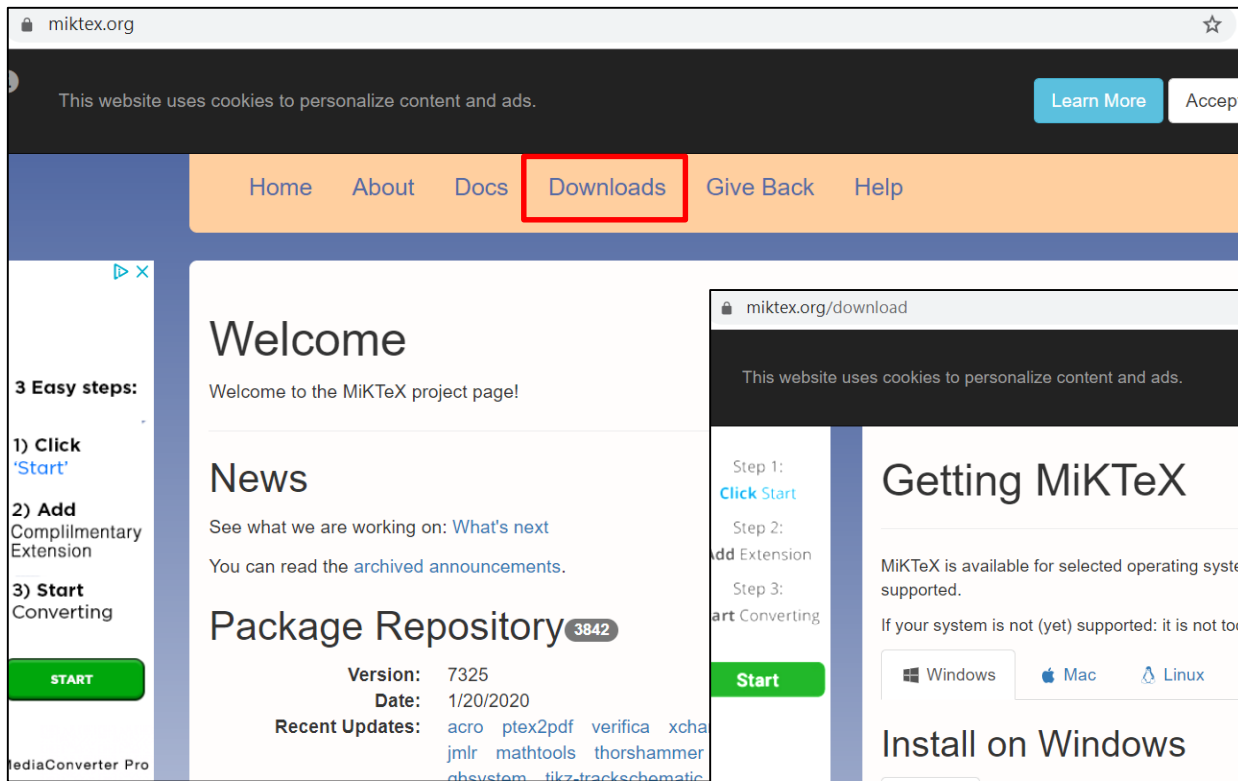 miktex.org
This website uses cookies to personalize content and ads.
Learn More
Accep
Home About Docs Downloads Give Back Help
3 Easy steps:
1) Click
'Start'
2) Add
Complilmentary
Extension
3) Start
Converting
START
MediaConverter Pro
Welcome
Welcome to the MiKTeX project page!
News
See what we are working on: What's next
You can read the archived announcements.
Package Repository 3842
Version: 7325
Date: 1/20/2020
Recent Updates: acro ptex2pdf verifica xchar
jmlr mathtools thorshammer
ghsystem tikz-trackschematic
miktex.org/download
This website uses cookies to personalize content and ads.
Step 1:
Click Start
Step 2:
Add Extension
Step 3:
art Converting
Start
Getting MiKTeX
MiKTeX is available for selected operating syste
supported.
If your system is not (yet) supported: it is not too
Windows Mac Linux
Install on Windows